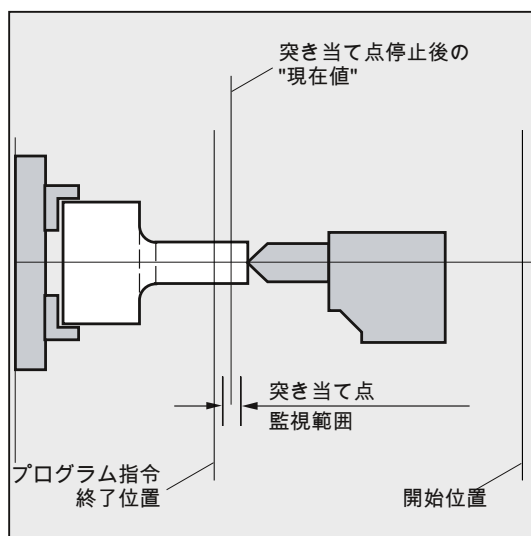 突き当て点停止後の
"現在値"
突き当て点
監視範囲
プログラム指令
終了位置
開始位置